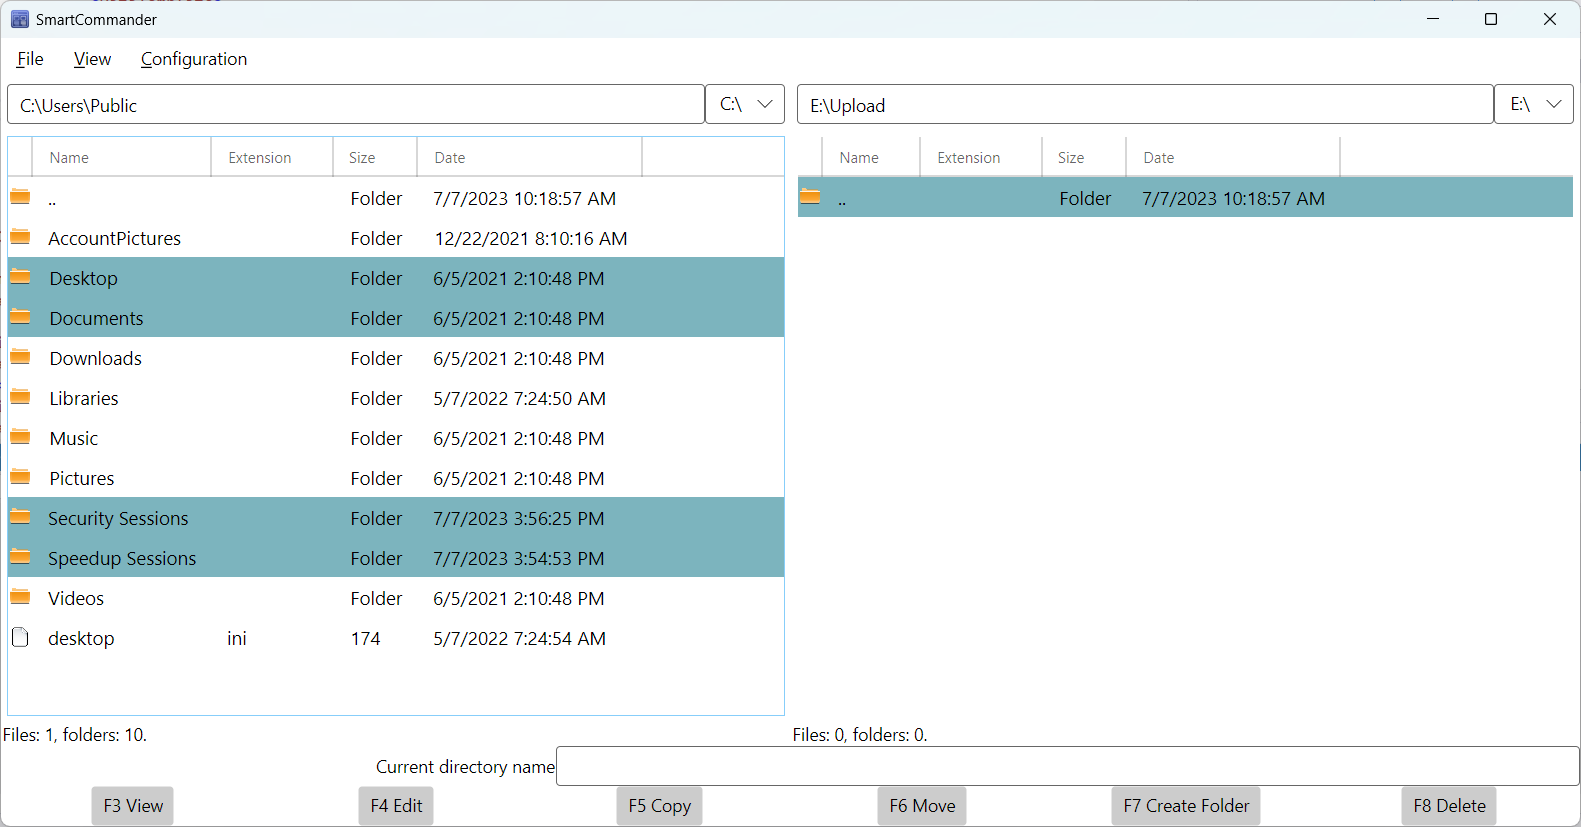 SmartCommander
File View Configuration
C:\Users\Public C:\ E:\Upload E:\
Name Extension Size Date Name Extension Size Date
.. Folder 7/7/2023 10:18:57 AM .. Folder 7/7/2023 10:18:57 AM
AccountPictures Folder 12/22/2021 8:10:16 AM
Desktop Folder 6/5/2021 2:10:48 PM
Documents Folder 6/5/2021 2:10:48 PM
Downloads Folder 6/5/2021 2:10:48 PM
Libraries Folder 5/7/2022 7:24:50 AM
Music Folder 6/5/2021 2:10:48 PM
Pictures Folder 6/5/2021 2:10:48 PM
Security Sessions Folder 7/7/2023 3:56:25 PM
Speedup Sessions Folder 7/7/2023 3:54:53 PM
Videos Folder 6/5/2021 2:10:48 PM
desktop ini 174 5/7/2022 7:24:54 AM
Files: 1, folders: 10. Files: 0, folders: 0.
Current directory name
F3 View F4 Edit F5 Copy F6 Move F7 Create Folder F8 Delete